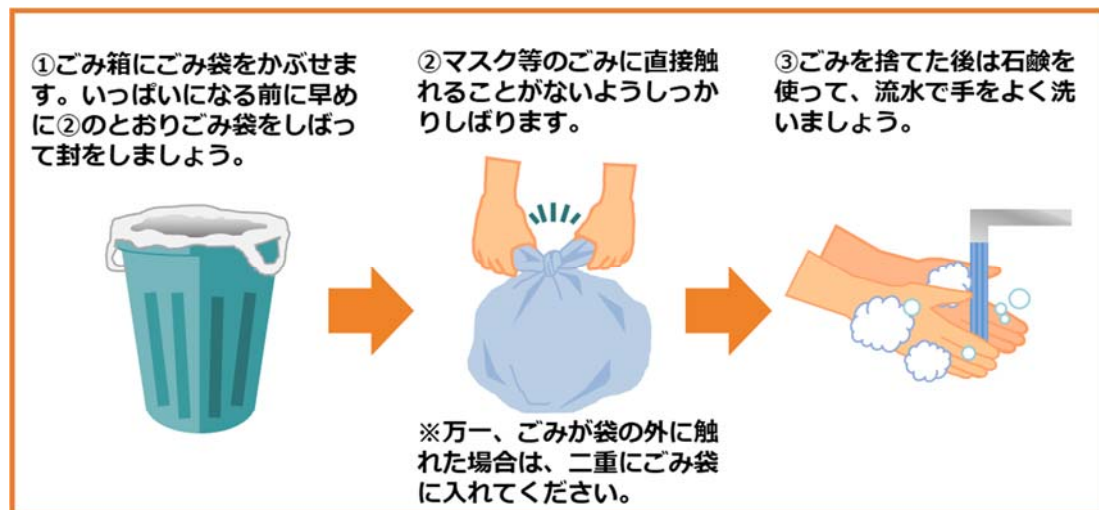 ①ごみ箱にごみ袋をかぶせま
す。いっぱいになる前に早め
に②のとおりごみ袋をしばっ
て封をしましょう。
②マスク等のごみに直接触
れることがないようしっか
りしばります。
※万一、ごみが袋の外に触
れた場合は、二重にごみ袋
に入れてください。
③ごみを捨てた後は石鹸を
使って、流水で手をよく洗
いましょう。